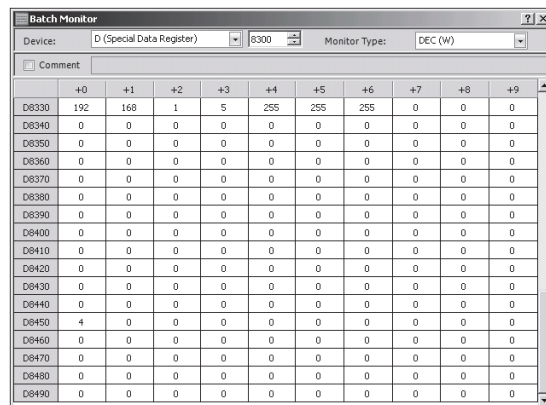 Batch Monitor ? x
Device: D (Special Data Register) 8300 Monitor Type: DEC (W)
Comment
+0 +1 +2 +3 +4 +5 +6 +7 +8 +9
D8330 192 168 1 5 255 255 255 0 0 0
D8340 0 0 0 0 0 0 0 0 0 0
D8350 0 0 0 0 0 0 0 0 0 0
D8360 0 0 0 0 0 0 0 0 0 0
D8370 0 0 0 0 0 0 0 0 0 0
D8380 0 0 0 0 0 0 0 0 0 0
D8390 0 0 0 0 0 0 0 0 0 0
D8400 0 0 0 0 0 0 0 0 0 0
D8410 0 0 0 0 0 0 0 0 0 0
D8420 0 0 0 0 0 0 0 0 0 0
D8430 0 0 0 0 0 0 0 0 0 0
D8440 0 0 0 0 0 0 0 0 0 0
D8450 4 0 0 0 0 0 0 0 0 0
D8460 0 0 0 0 0 0 0 0 0 0
D8470 0 0 0 0 0 0 0 0 0 0
D8480 0 0 0 0 0 0 0 0 0 0
D8490 0 0 0 0 0 0 0 0 0 0